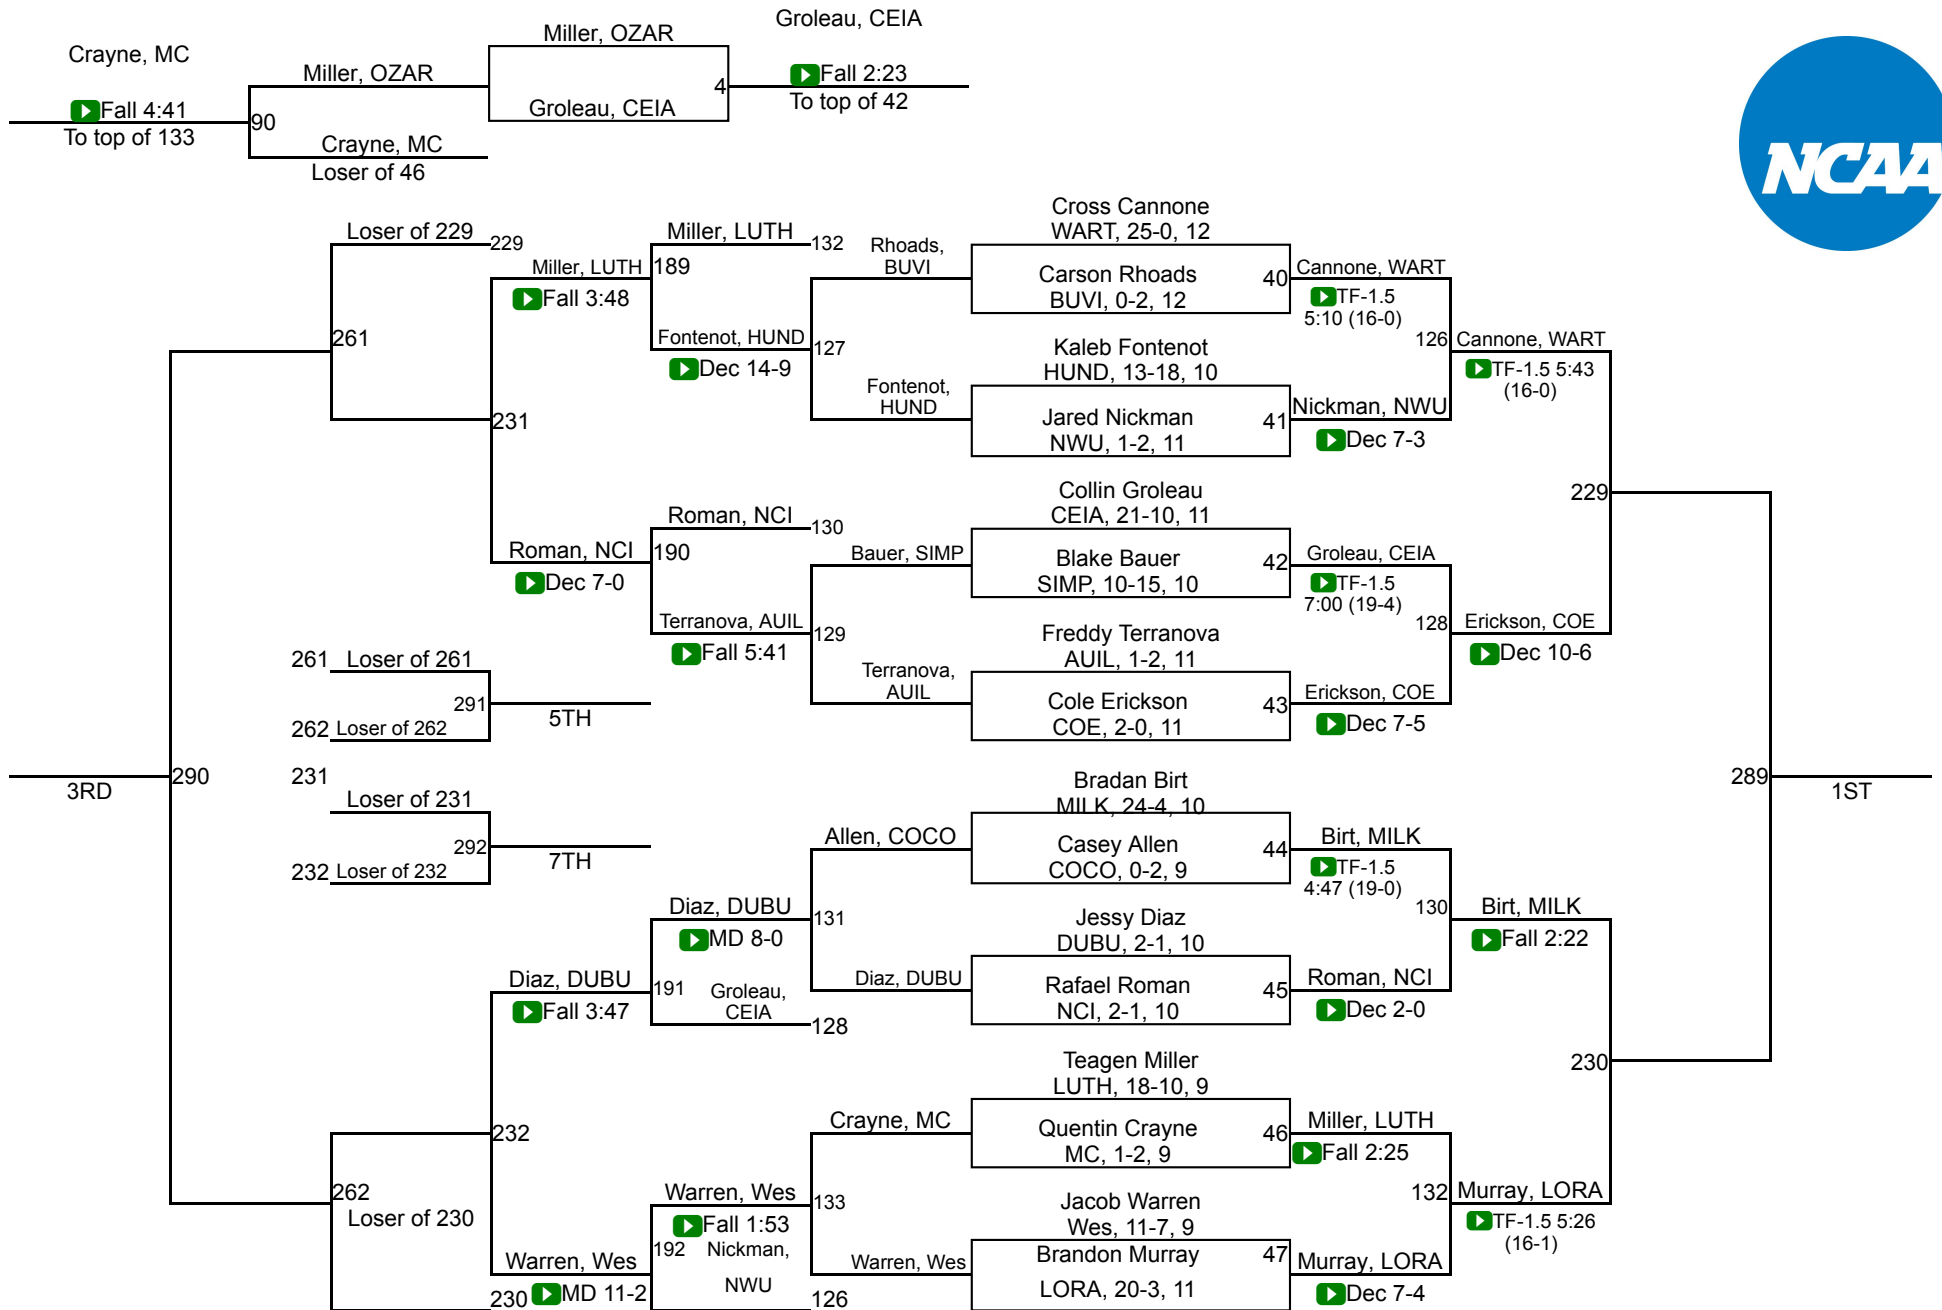 Groleau, CEIA
Miller, OZAR
Crayne, MC
Miller, OZAR
Fall 2:23
4
Fall 4:41
Groleau, CEIA
To top of 42
90
To top of 133
Crayne, MC
Loser of 46
NCAA
Cross Cannone
WART, 25-0, 12
Loser of 229
229
Miller, LUTH
132
Rhoads,
BUVI
Miller, LUTH
189
Carson Rhoads
BUVI, 0-2, 12
40
Cannone, WART
Fall 3:48
TF-1.5
5:10 (16-0)
261
Fontenot, HUND
127
Kaleb Fontenot
HUND, 13-18, 10
126
Cannone, WART
Dec 14-9
TF-1.5 5:43
(16-0)
Fontenot,
HUND
231
Jared Nickman
NWU, 1-2, 11
41
Nickman, NWU
Dec 7-3
Collin Groleau
CEIA, 21-10, 11
229
Roman, NCI
130
Roman, NCI
190
Bauer, SIMP
Blake Bauer
SIMP, 10-15, 10
42
Groleau, CEIA
Dec 7-0
TF-1.5
7:00 (19-4)
Terranova, AUIL
129
Freddy Terranova
AUIL, 1-2, 11
128
Erickson, COE
Fall 5:41
Dec 10-6
261
Loser of 261
Terranova,
AUIL
291
5TH
Cole Erickson
COE, 2-0, 11
43
Erickson, COE
262
Loser of 262
Dec 7-5
3RD
290
231
Bradan Birt
MILK, 24-4, 10
289
1ST
Loser of 231
292
7TH
Allen, COCO
Casey Allen
COCO, 0-2, 9
44
Birt, MILK
232
Loser of 232
TF-1.5
4:47 (19-0)
Diaz, DUBU
131
Jessy Diaz
DUBU, 2-1, 10
130
Birt, MILK
MD 8-0
Fall 2:22
Diaz, DUBU
191
Groleau,
CEIA
Diaz, DUBU
Rafael Roman
NCI, 2-1, 10
45
Roman, NCI
Fall 3:47
128
Dec 2-0
Teagen Miller
LUTH, 18-10, 9
230
232
Crayne, MC
Quentin Crayne
MC, 1-2, 9
46
Miller, LUTH
Fall 2:25
262
Loser of 230
Warren, Wes
133
Jacob Warren
Wes, 11-7, 9
132
Murray, LORA
Fall 1:53
TF-1.5 5:26
(16-1)
Warren, Wes
192
Nickman,
NWU
Warren, Wes
Brandon Murray
LORA, 20-3, 11
47
Murray, LORA
230
MD 11-2
126
Dec 7-4